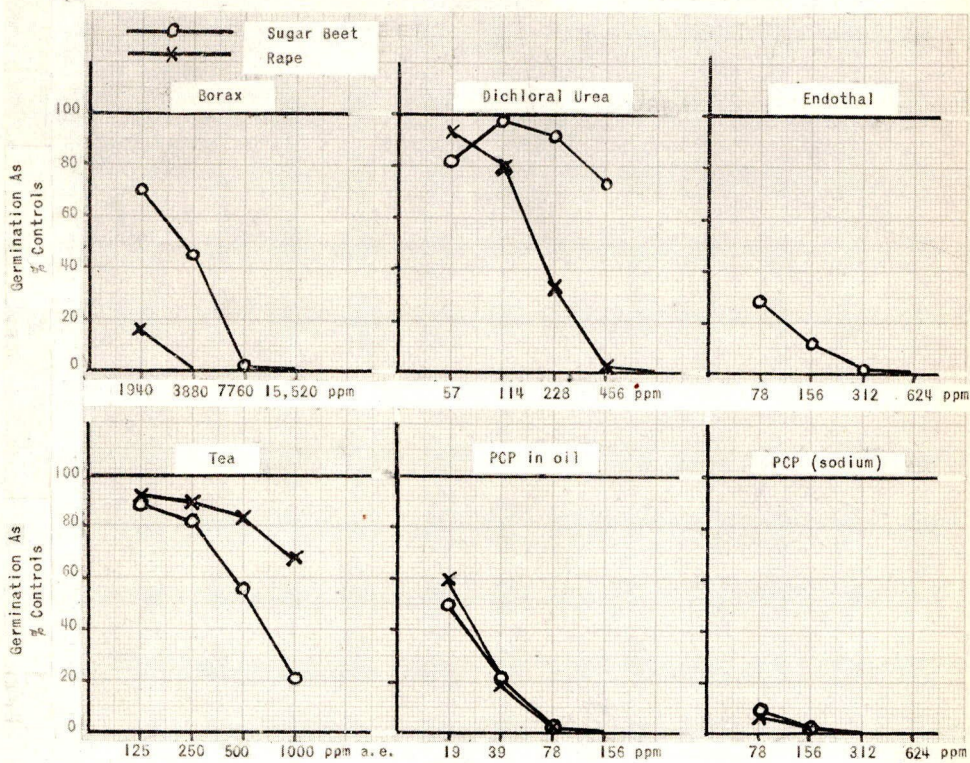 Sugar Beet
Rape
Borax
Dichloral Urea
Endothal
Germination As
% Controls
100
80
60
40
20
0
1940 3880 7760 15,520 ppm
57 114 228 456 ppm
78 156 312 624 ppm
Tea
PCP in oil
PCP (sodium)
Germination As
% Controls
100
80
60
40
20
0
125 250 500 1000 ppm a.e.
19 39 78 156 ppm
78 156 312 624 ppm